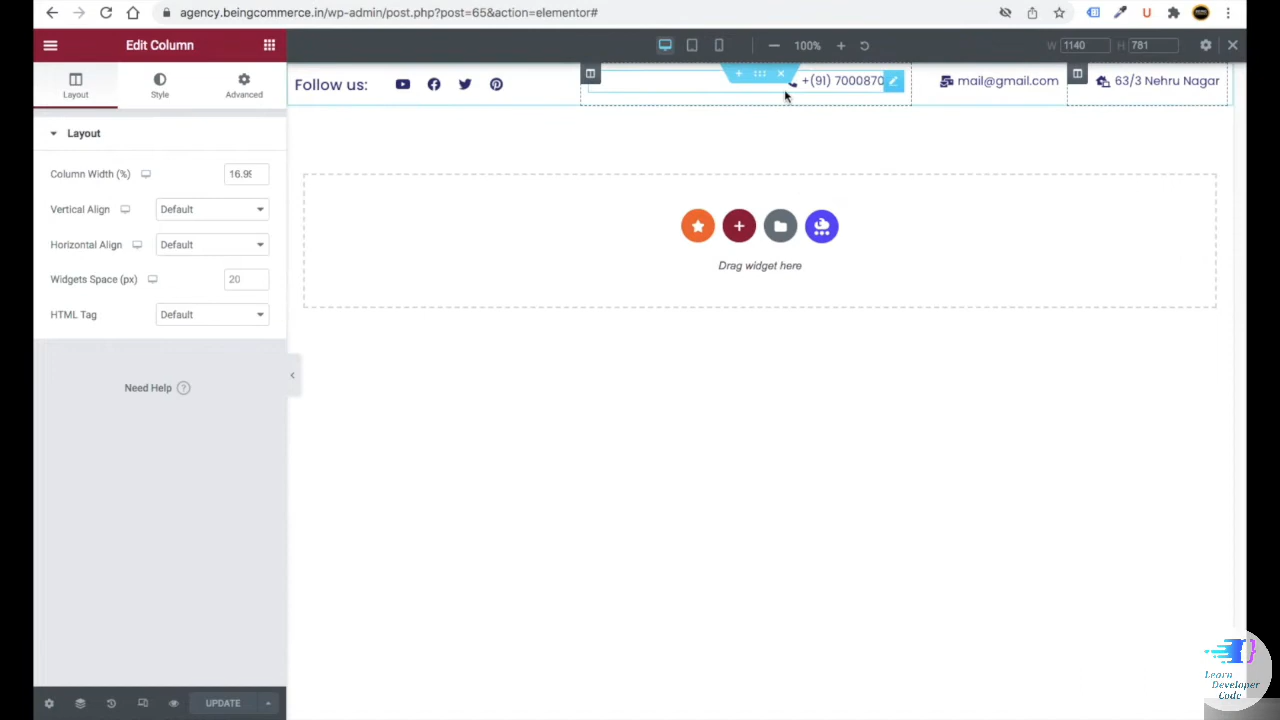 agency.beingcommerce.in/wp-admin/post.php?post=65&action=elementor#
Edit Column
100%
W 1140 H 781
Layout
Style
Advanced
Follow us:
+(91) 7000870
mail@gmail.com
63/3 Nehru Nagar
Layout
Column Width (%)
16.99
Vertical Align
Default
Horizontal Align
Default
Widgets Space (px)
20
HTML Tag
Default
Need Help
Drag widget here
UPDATE
Learn
Developer
Code